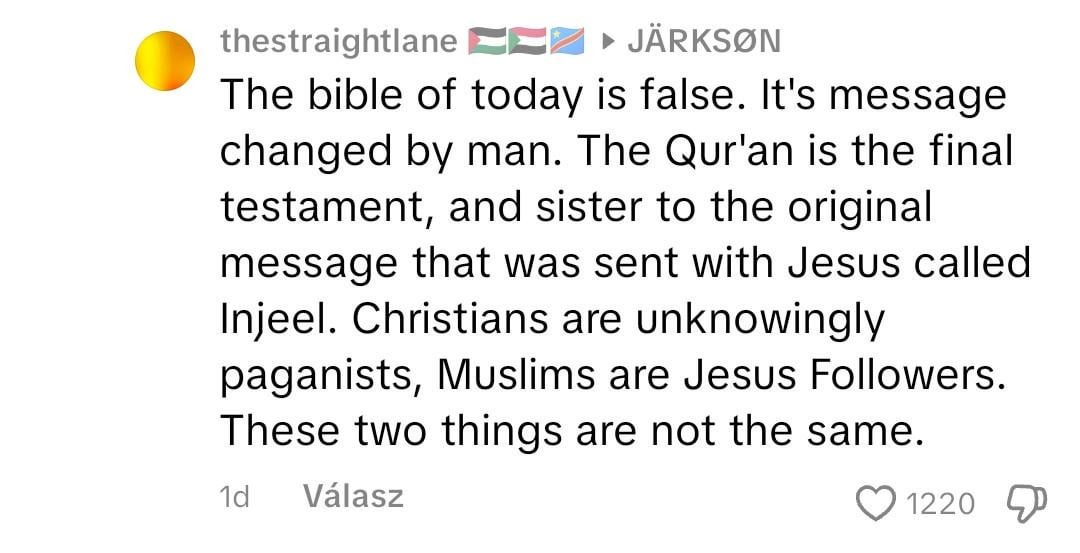 thestraightlane 🇵🇸🇸🇩🇨🇩 ▸ JÄRKSØN
The bible of today is false. It's message
changed by man. The Qur'an is the final
testament, and sister to the original
message that was sent with Jesus called
Injeel. Christians are unknowingly
paganists, Muslims are Jesus Followers.
These two things are not the same.
1d Válasz 1220